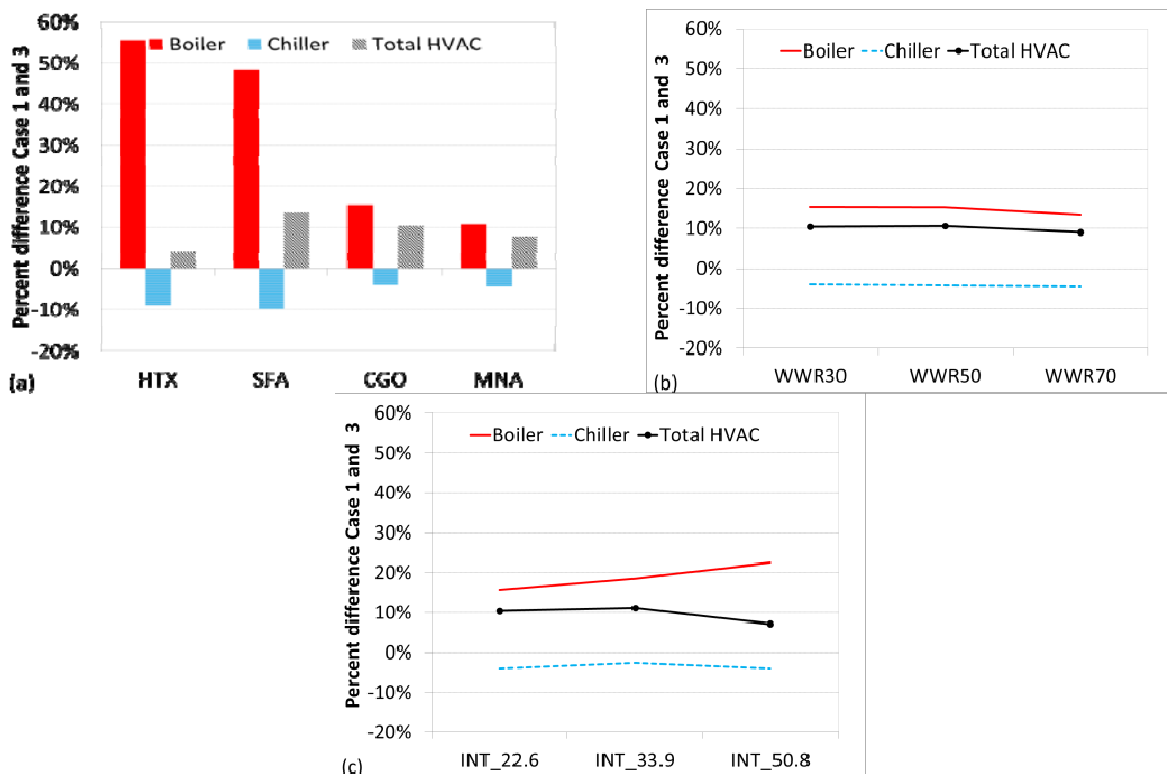 Percent difference Case 1 and 3
60%
50%
40%
30%
20%
10%
0%
-10%
-20%
Boiler Chiller Total HVAC
HTX SFA CGO MNA
(a)
Percent difference Case 1 and 3
60%
50%
40%
30%
20%
10%
0%
-10%
-20%
Boiler Chiller Total HVAC
WWR30 WWR50 WWR70
(b)
Percent difference Case 1 and 3
60%
50%
40%
30%
20%
10%
0%
-10%
-20%
Boiler Chiller Total HVAC
INT_22.6 INT_33.9 INT_50.8
(c)